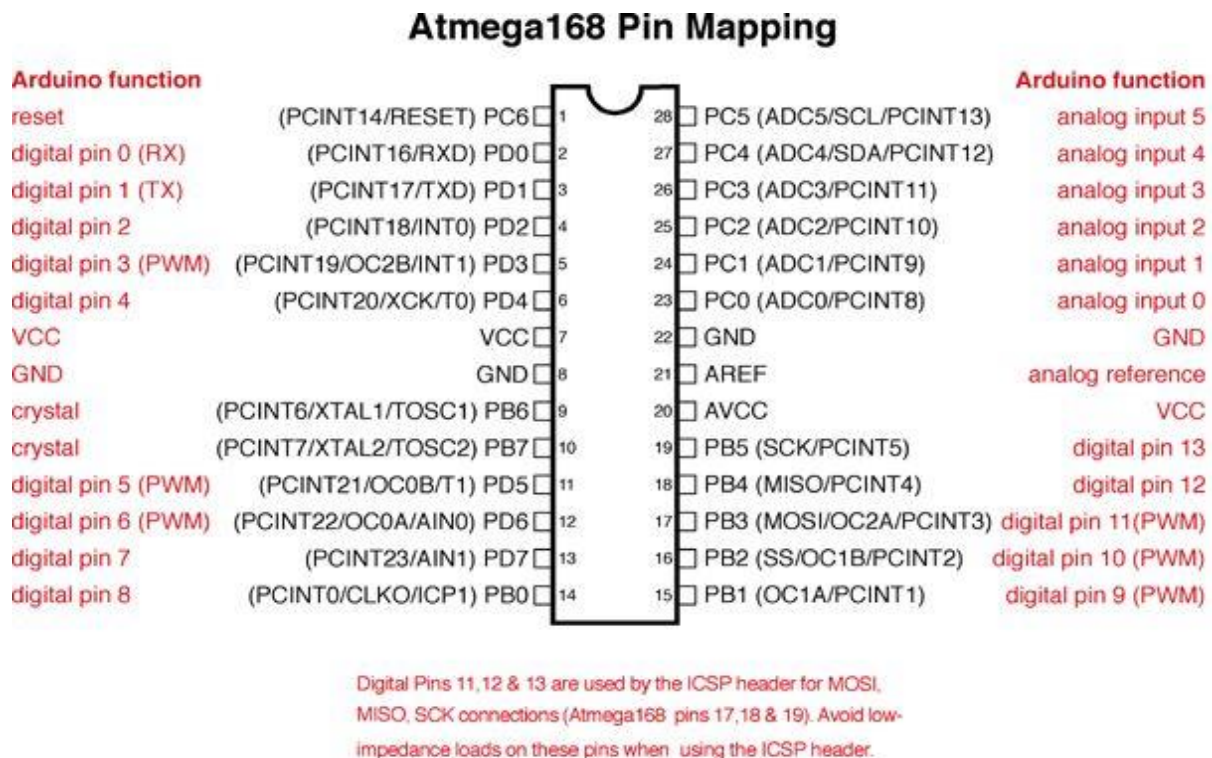 Atmega168 Pin Mapping
Arduino function Arduino function
reset (PCINT14/RESET) PC6 1 28 PC5 (ADC5/SCL/PCINT13) analog input 5
digital pin 0 (RX) (PCINT16/RXD) PD0 2 27 PC4 (ADC4/SDA/PCINT12) analog input 4
digital pin 1 (TX) (PCINT17/TXD) PD1 3 26 PC3 (ADC3/PCINT11) analog input 3
digital pin 2 (PCINT18/INT0) PD2 4 25 PC2 (ADC2/PCINT10) analog input 2
digital pin 3 (PWM) (PCINT19/OC2B/INT1) PD3 5 24 PC1 (ADC1/PCINT9) analog input 1
digital pin 4 (PCINT20/XCK/T0) PD4 6 23 PC0 (ADC0/PCINT8) analog input 0
VCC VCC 7 22 GND GND
GND GND 8 21 AREF analog reference
crystal (PCINT6/XTAL1/TOSC1) PB6 9 20 AVCC VCC
crystal (PCINT7/XTAL2/TOSC2) PB7 10 19 PB5 (SCK/PCINT5) digital pin 13
digital pin 5 (PWM) (PCINT21/OC0B/T1) PD5 11 18 PB4 (MISO/PCINT4) digital pin 12
digital pin 6 (PWM) (PCINT22/OC0A/AIN0) PD6 12 17 PB3 (MOSI/OC2A/PCINT3) digital pin 11(PWM)
digital pin 7 (PCINT23/AIN1) PD7 13 16 PB2 (SS/OC1B/PCINT2) digital pin 10 (PWM)
digital pin 8 (PCINT0/CLKO/ICP1) PB0 14 15 PB1 (OC1A/PCINT1) digital pin 9 (PWM)
Digital Pins 11,12 & 13 are used by the ICSP header for MOSI,
MISO, SCK connections (Atmega168 pins 17,18 & 19). Avoid low-
impedance loads on these pins when using the ICSP header.